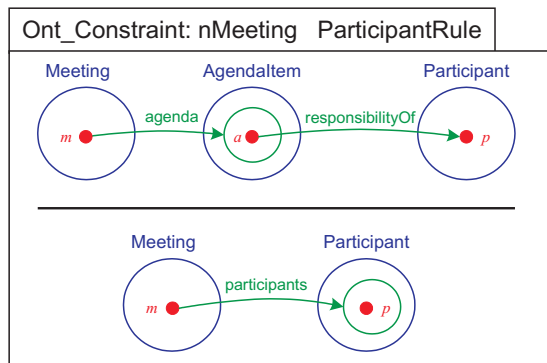 Ont_Constraint: nMeeting ParticipantRule
Meeting AgendaItem Participant
agenda responsibilityOf
m a p
Meeting Participant
participants
m p